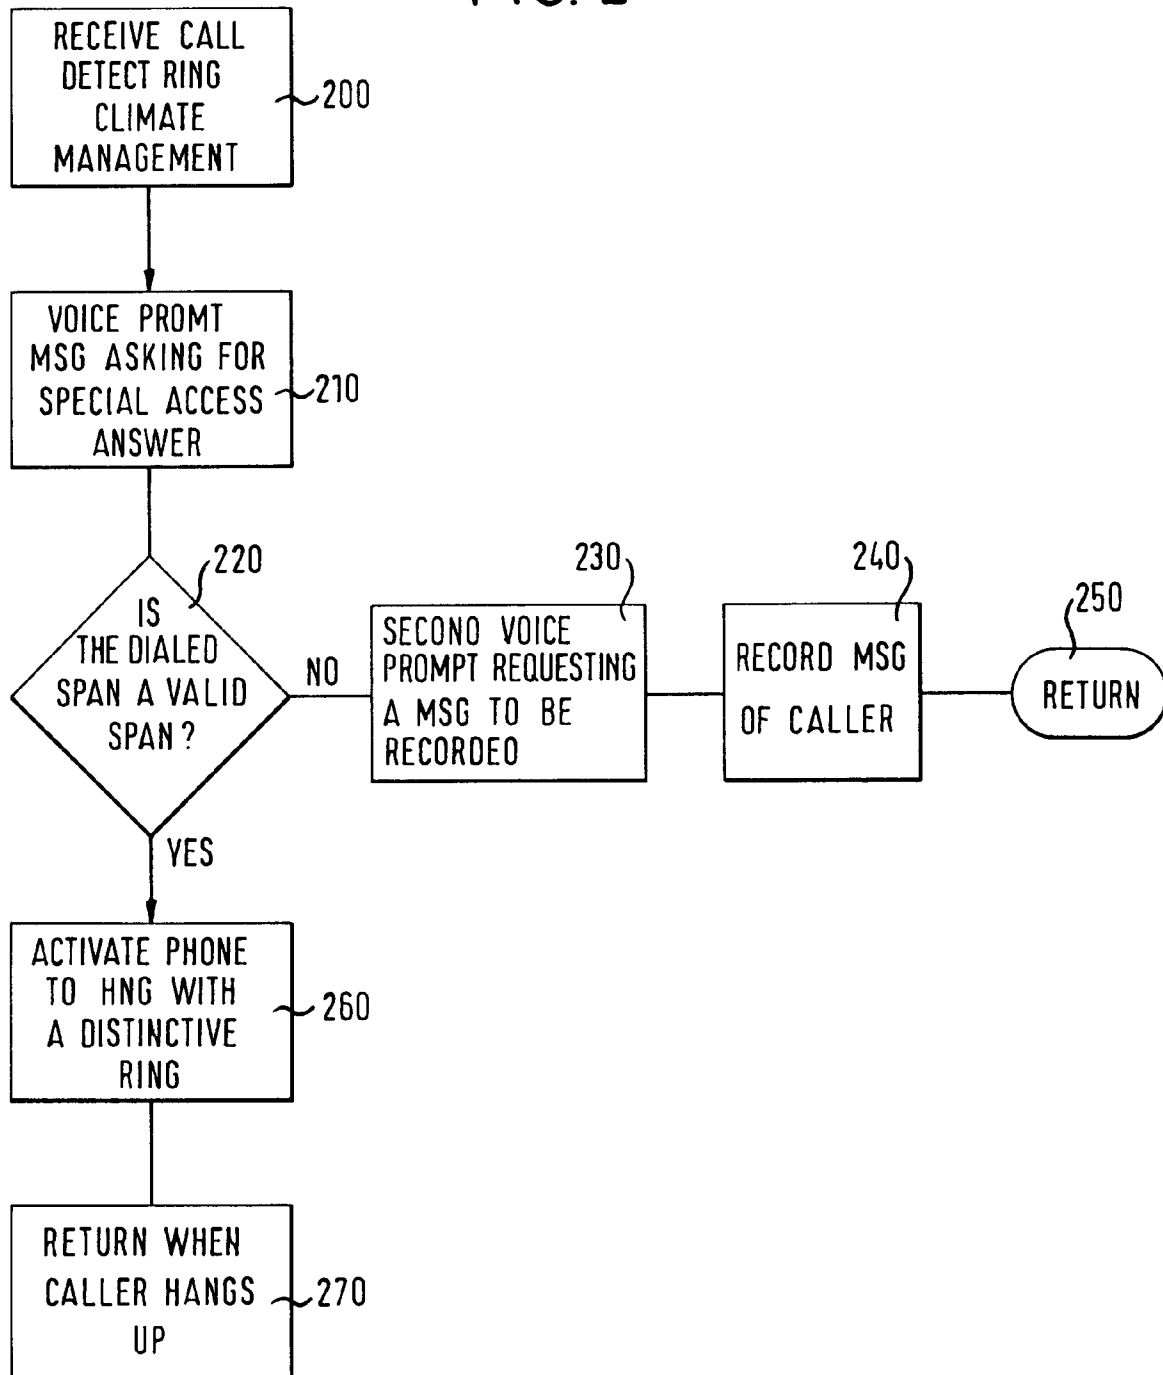 RECEIVE CALL
DETECT RING
CLIMATE
MANAGEMENT
200
VOICE PROMT
MSG ASKING FOR
SPECIAL ACCESS
ANSWER
210
220
IS
THE DIALED
SPAN A VALID
SPAN?
NO
230
SECOND VOICE
PROMPT REQUESTING
A MSG TO BE
RECORDEO
240
RECORD MSG
OF CALLER
250
RETURN
YES
ACTIVATE PHONE
TO HNG WITH
A DISTINCTIVE
RING
260
RETURN WHEN
CALLER HANGS
UP
270